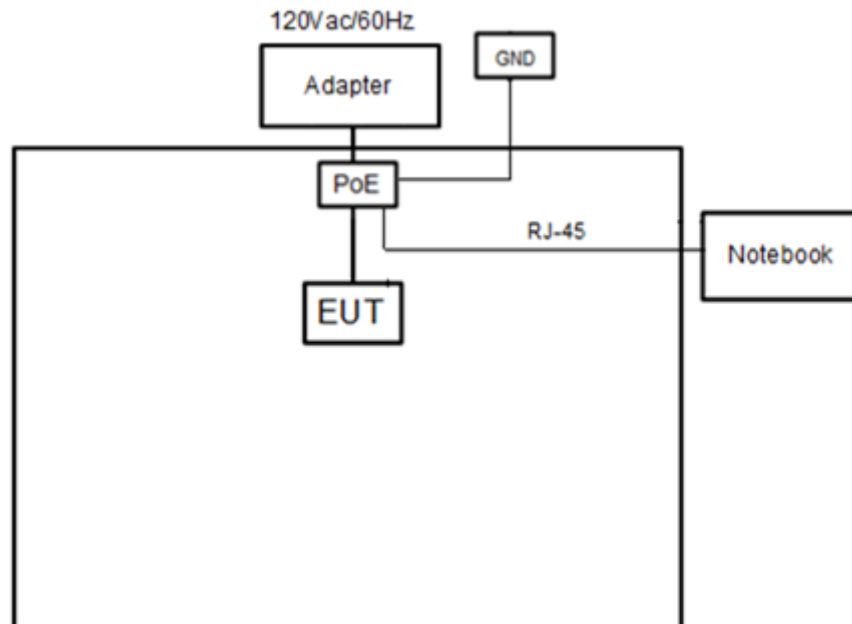 120Vac/60Hz
Adapter
GND
PoE
RJ-45
Notebook
EUT